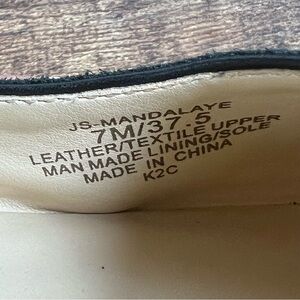 JS-MANDALAYE
7M/37.5
LEATHER/TEXTILE UPPER
MAN MADE LINING/SOLE
MADE IN CHINA
K2C